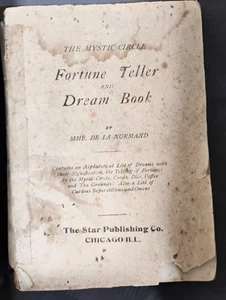 THE MYSTIC CIRCLE
Fortune Teller
AND
Dream Book
BY
MME. DE LA NORMAND
Contains an Alphabetical List of Dreams with
their Signification, the Telling of Fortunes
by the Mystic Circle, Cards, Dice, Coffee
and Tea Grounds; Also a List of
Curious Superstitions and Omens
The Star Publishing Co.
CHICAGO ILL.